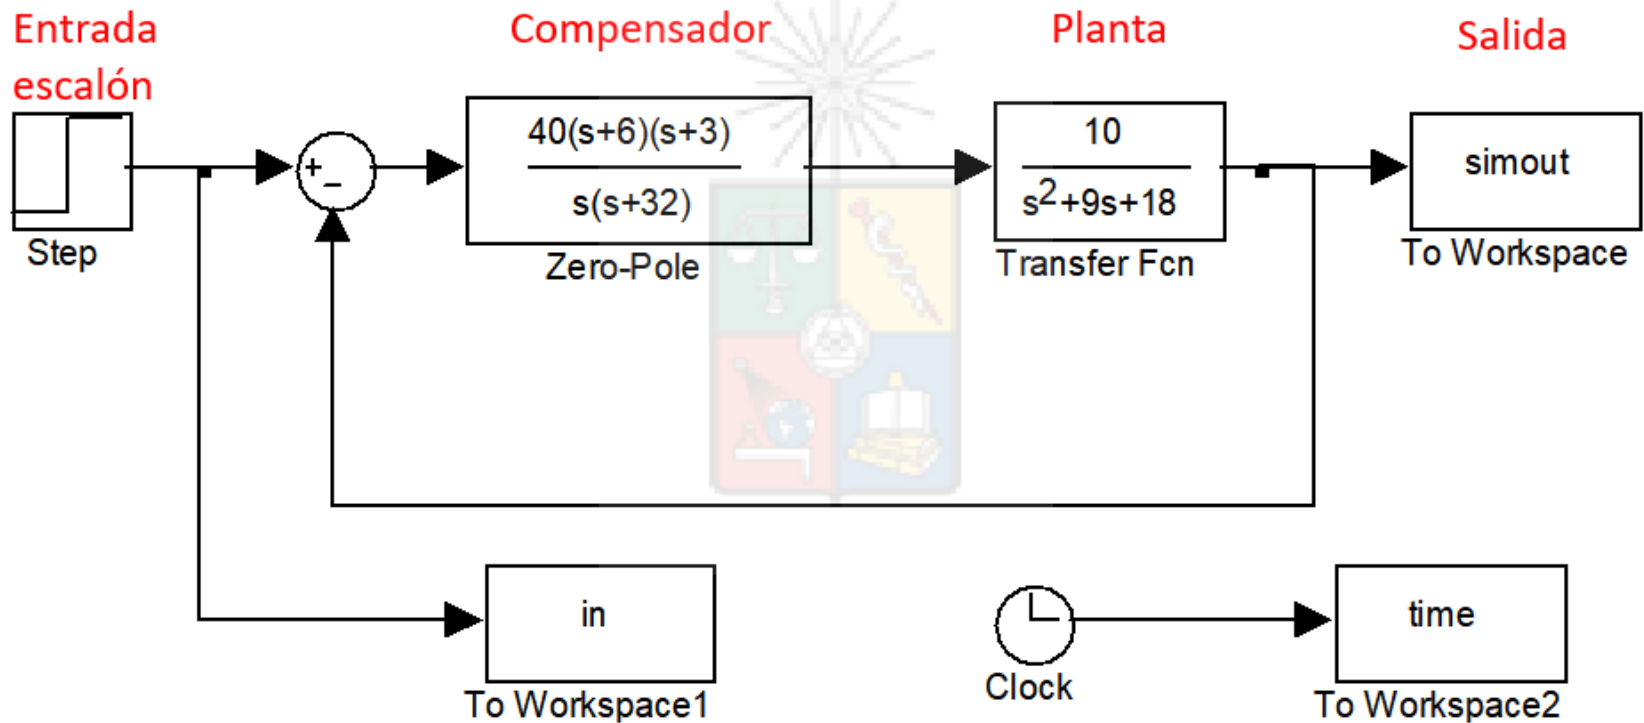 Entrada
escalón
Compensador
Planta
Salida
Step
+
−
40(s+6)(s+3)
s(s+32)
Zero-Pole
10
s2+9s+18
Transfer Fcn
simout
To Workspace
in
To Workspace1
Clock
time
To Workspace2